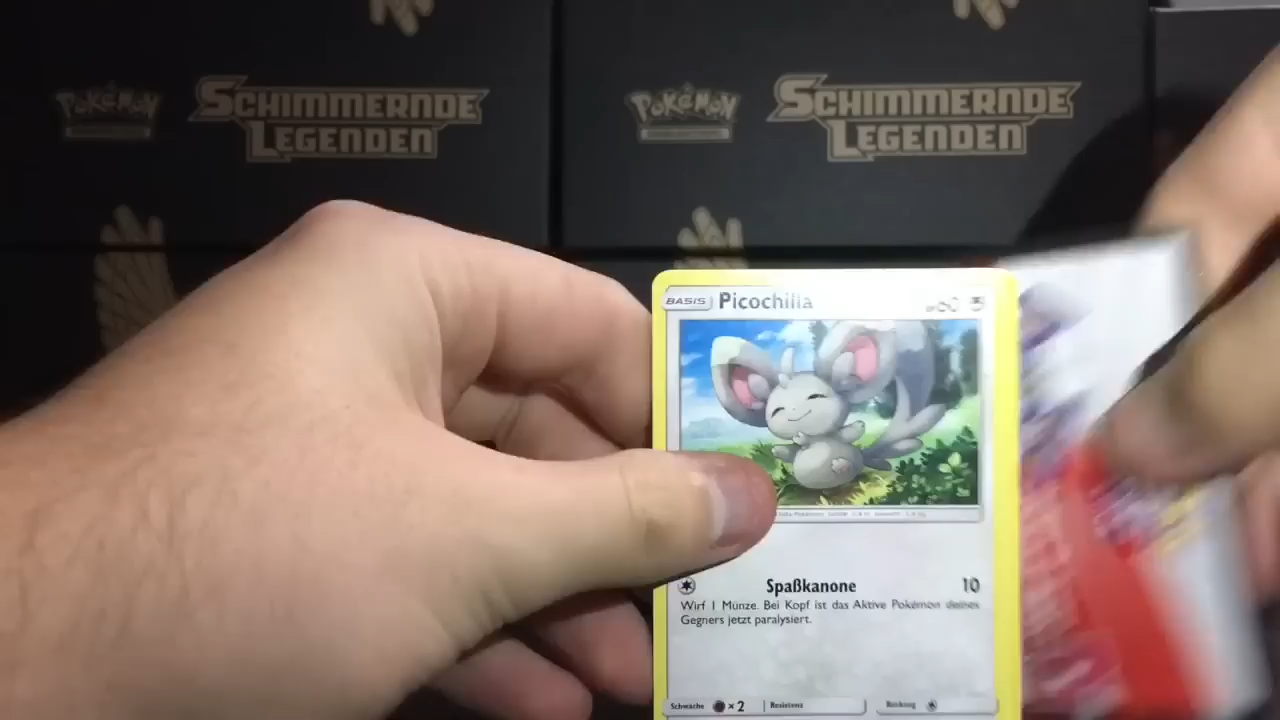 POKÉMON
SCHIMMERNDE
LEGENDEN
POKÉMON
SCHIMMERNDE
LEGENDEN
BASIS Picochilla 60
Spaßkanone 10
Wirf 1 Münze. Bei Kopf ist das Aktive Pokémon deines
Gegners jetzt paralysiert.
Schwäche ×2 Resistenz Rückzug